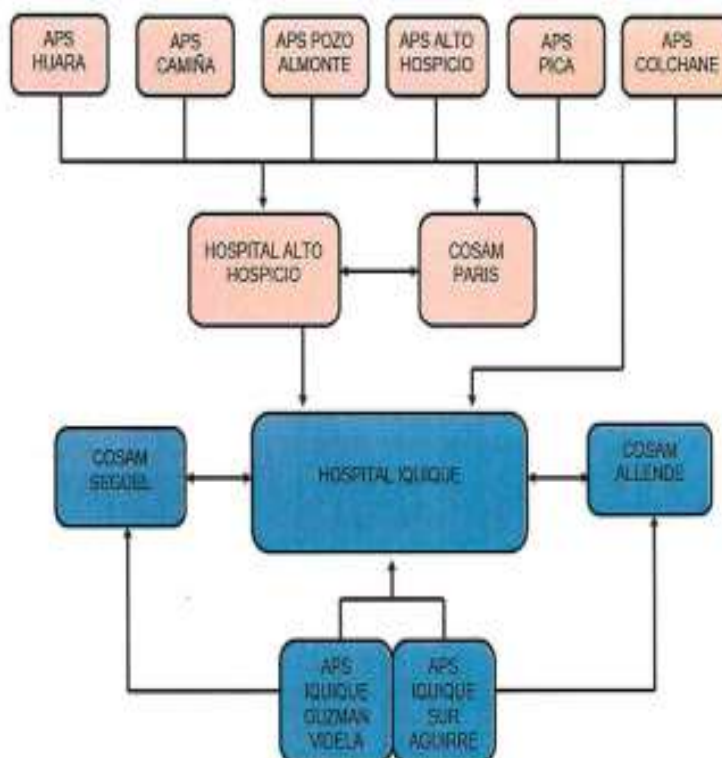 APS
HUARA
APS
CAMIÑA
APS POZO
ALMONTE
APS ALTO
HOSPICIO
APS
PICA
APS
COLCHANE
HOSPITAL ALTO
HOSPICIO
COSAM
PARIS
COSAM
SEGUEL
HOSPITAL IQUIQUE
COSAM
ALLENDE
APS
IQUIQUE
GUZMAN
VIDELA
APS
IQUIQUE
SUR
AGUIRRE